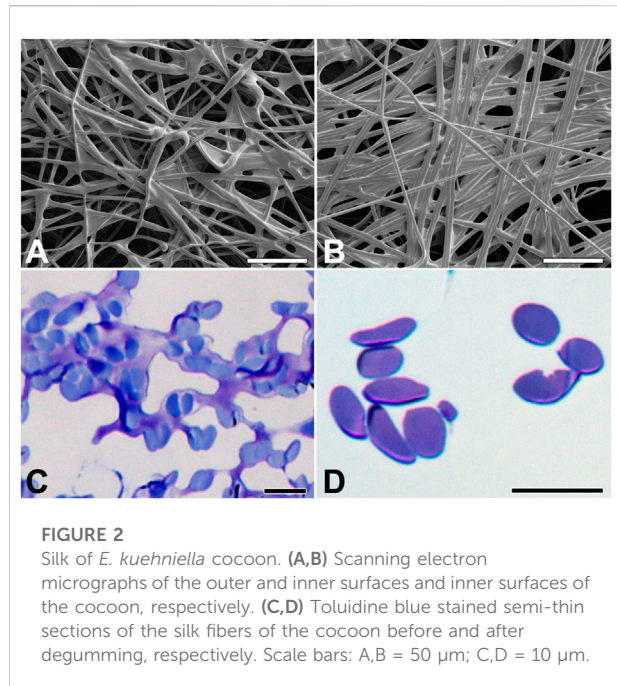 A
B
C
D
FIGURE 2
Silk of E. kuehniella cocoon. (A,B) Scanning electron
micrographs of the outer and inner surfaces and inner surfaces of
the cocoon, respectively. (C,D) Toluidine blue stained semi-thin
sections of the silk fibers of the cocoon before and after
degumming, respectively. Scale bars: A,B = 50 μm; C,D = 10 μm.